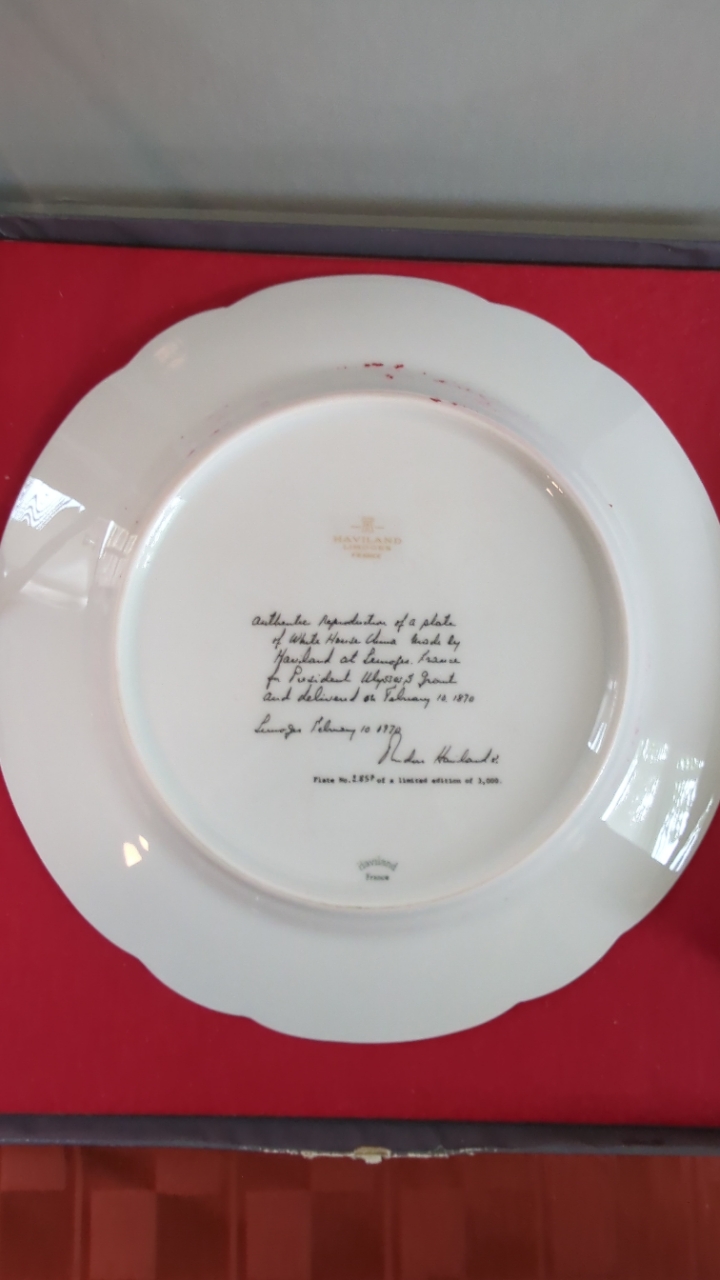 HAVILAND
LIMOGES
FRANCE
Authentic Reproduction of a plate
of White House China made by
Haviland at Limoges. France
for President Ulysses S Grant
and delivered on February 10, 1870
Limoges February 10 1970
Haviland
Plate No. of a limited edition of 3,000.
Haviland
France